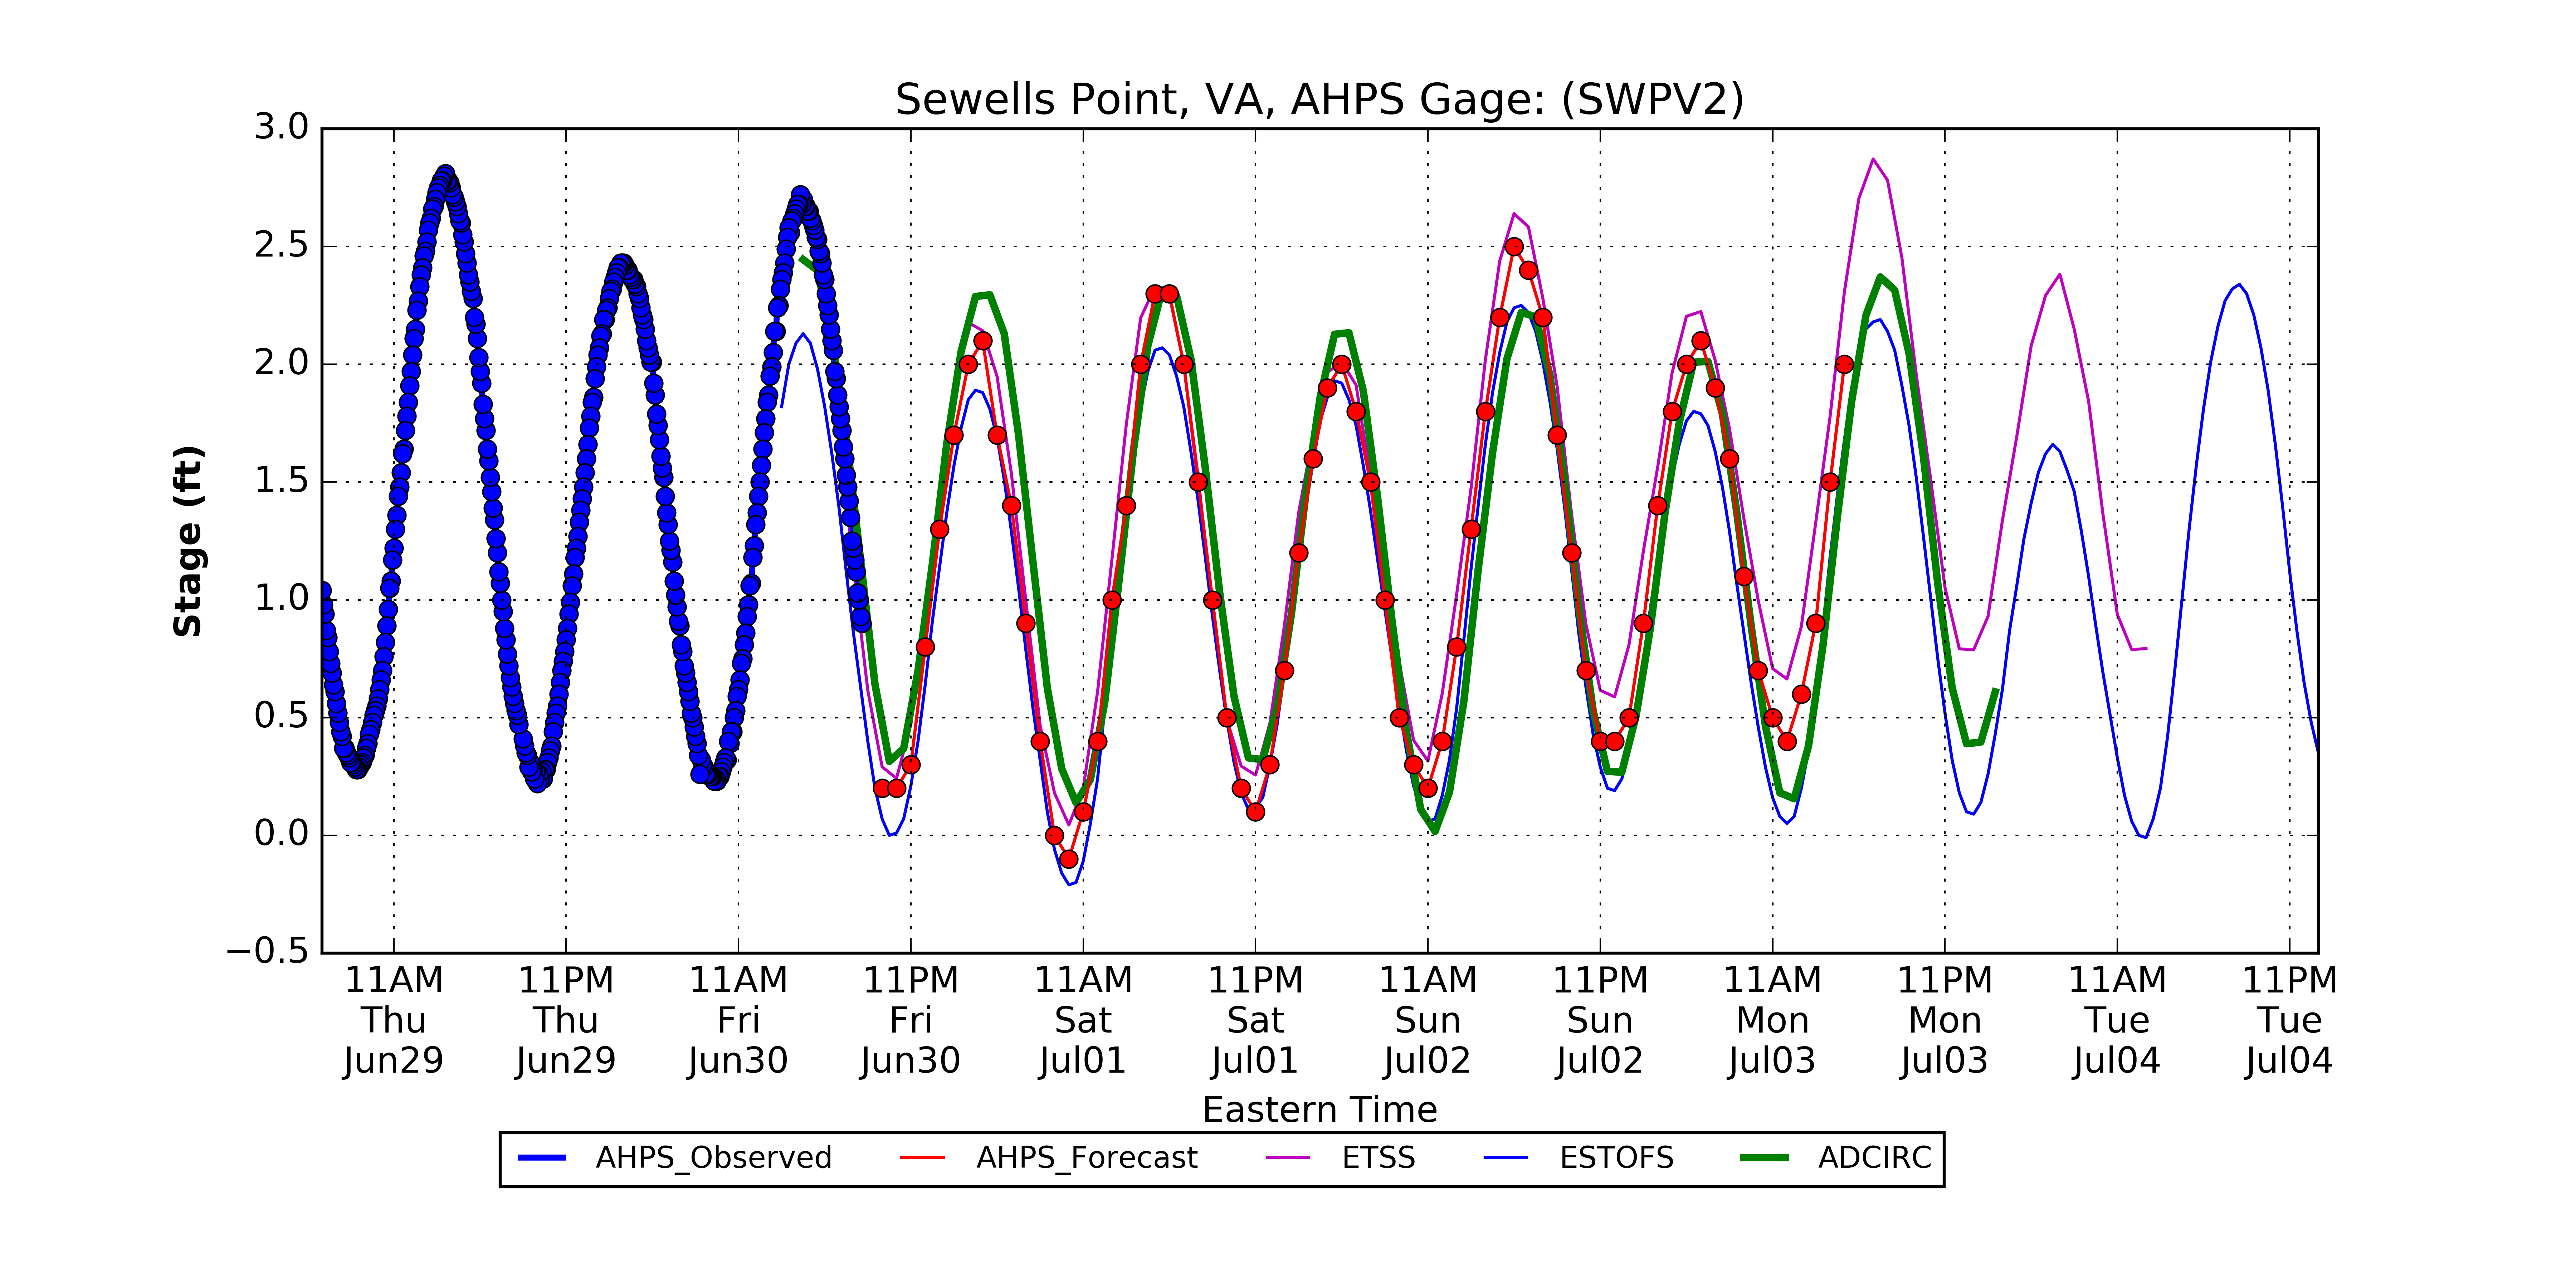 Sewells Point, VA, AHPS Gage: (SWPV2)
3.0
2.5
2.0
1.5
1.0
0.5
0.0
−0.5
Stage (ft)
11AM 11PM 11AM 11PM 11AM 11PM 11AM 11PM 11AM 11PM 11AM 11PM
Thu Thu Fri Fri Sat Sat Sun Sun Mon Mon Tue Tue
Jun29 Jun29 Jun30 Jun30 Jul01 Jul01 Jul02 Jul02 Jul03 Jul03 Jul04 Jul04
Eastern Time
AHPS_Observed AHPS_Forecast ETSS ESTOFS ADCIRC